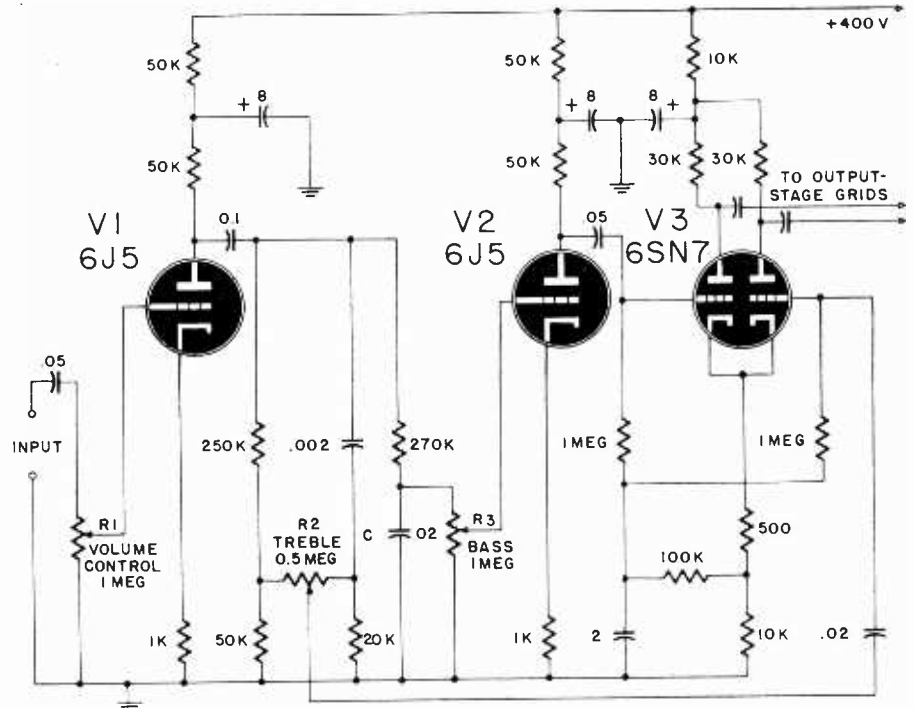 +400V
50K
50K
10K
+ 8
8
8 +
+
50K
50K
30K
30K
TO OUTPUT-
STAGE GRIDS
V1
6J5
0.1
V2
6J5
.05
V3
6SN7
.05
INPUT
250K
.002
270K
1MEG
1MEG
R1
VOLUME
CONTROL
1 MEG
R2
TREBLE
0.5 MEG
C
02
R3
BASS
1MEG
500
100K
1K
50K
20K
1K
2
10K
.02